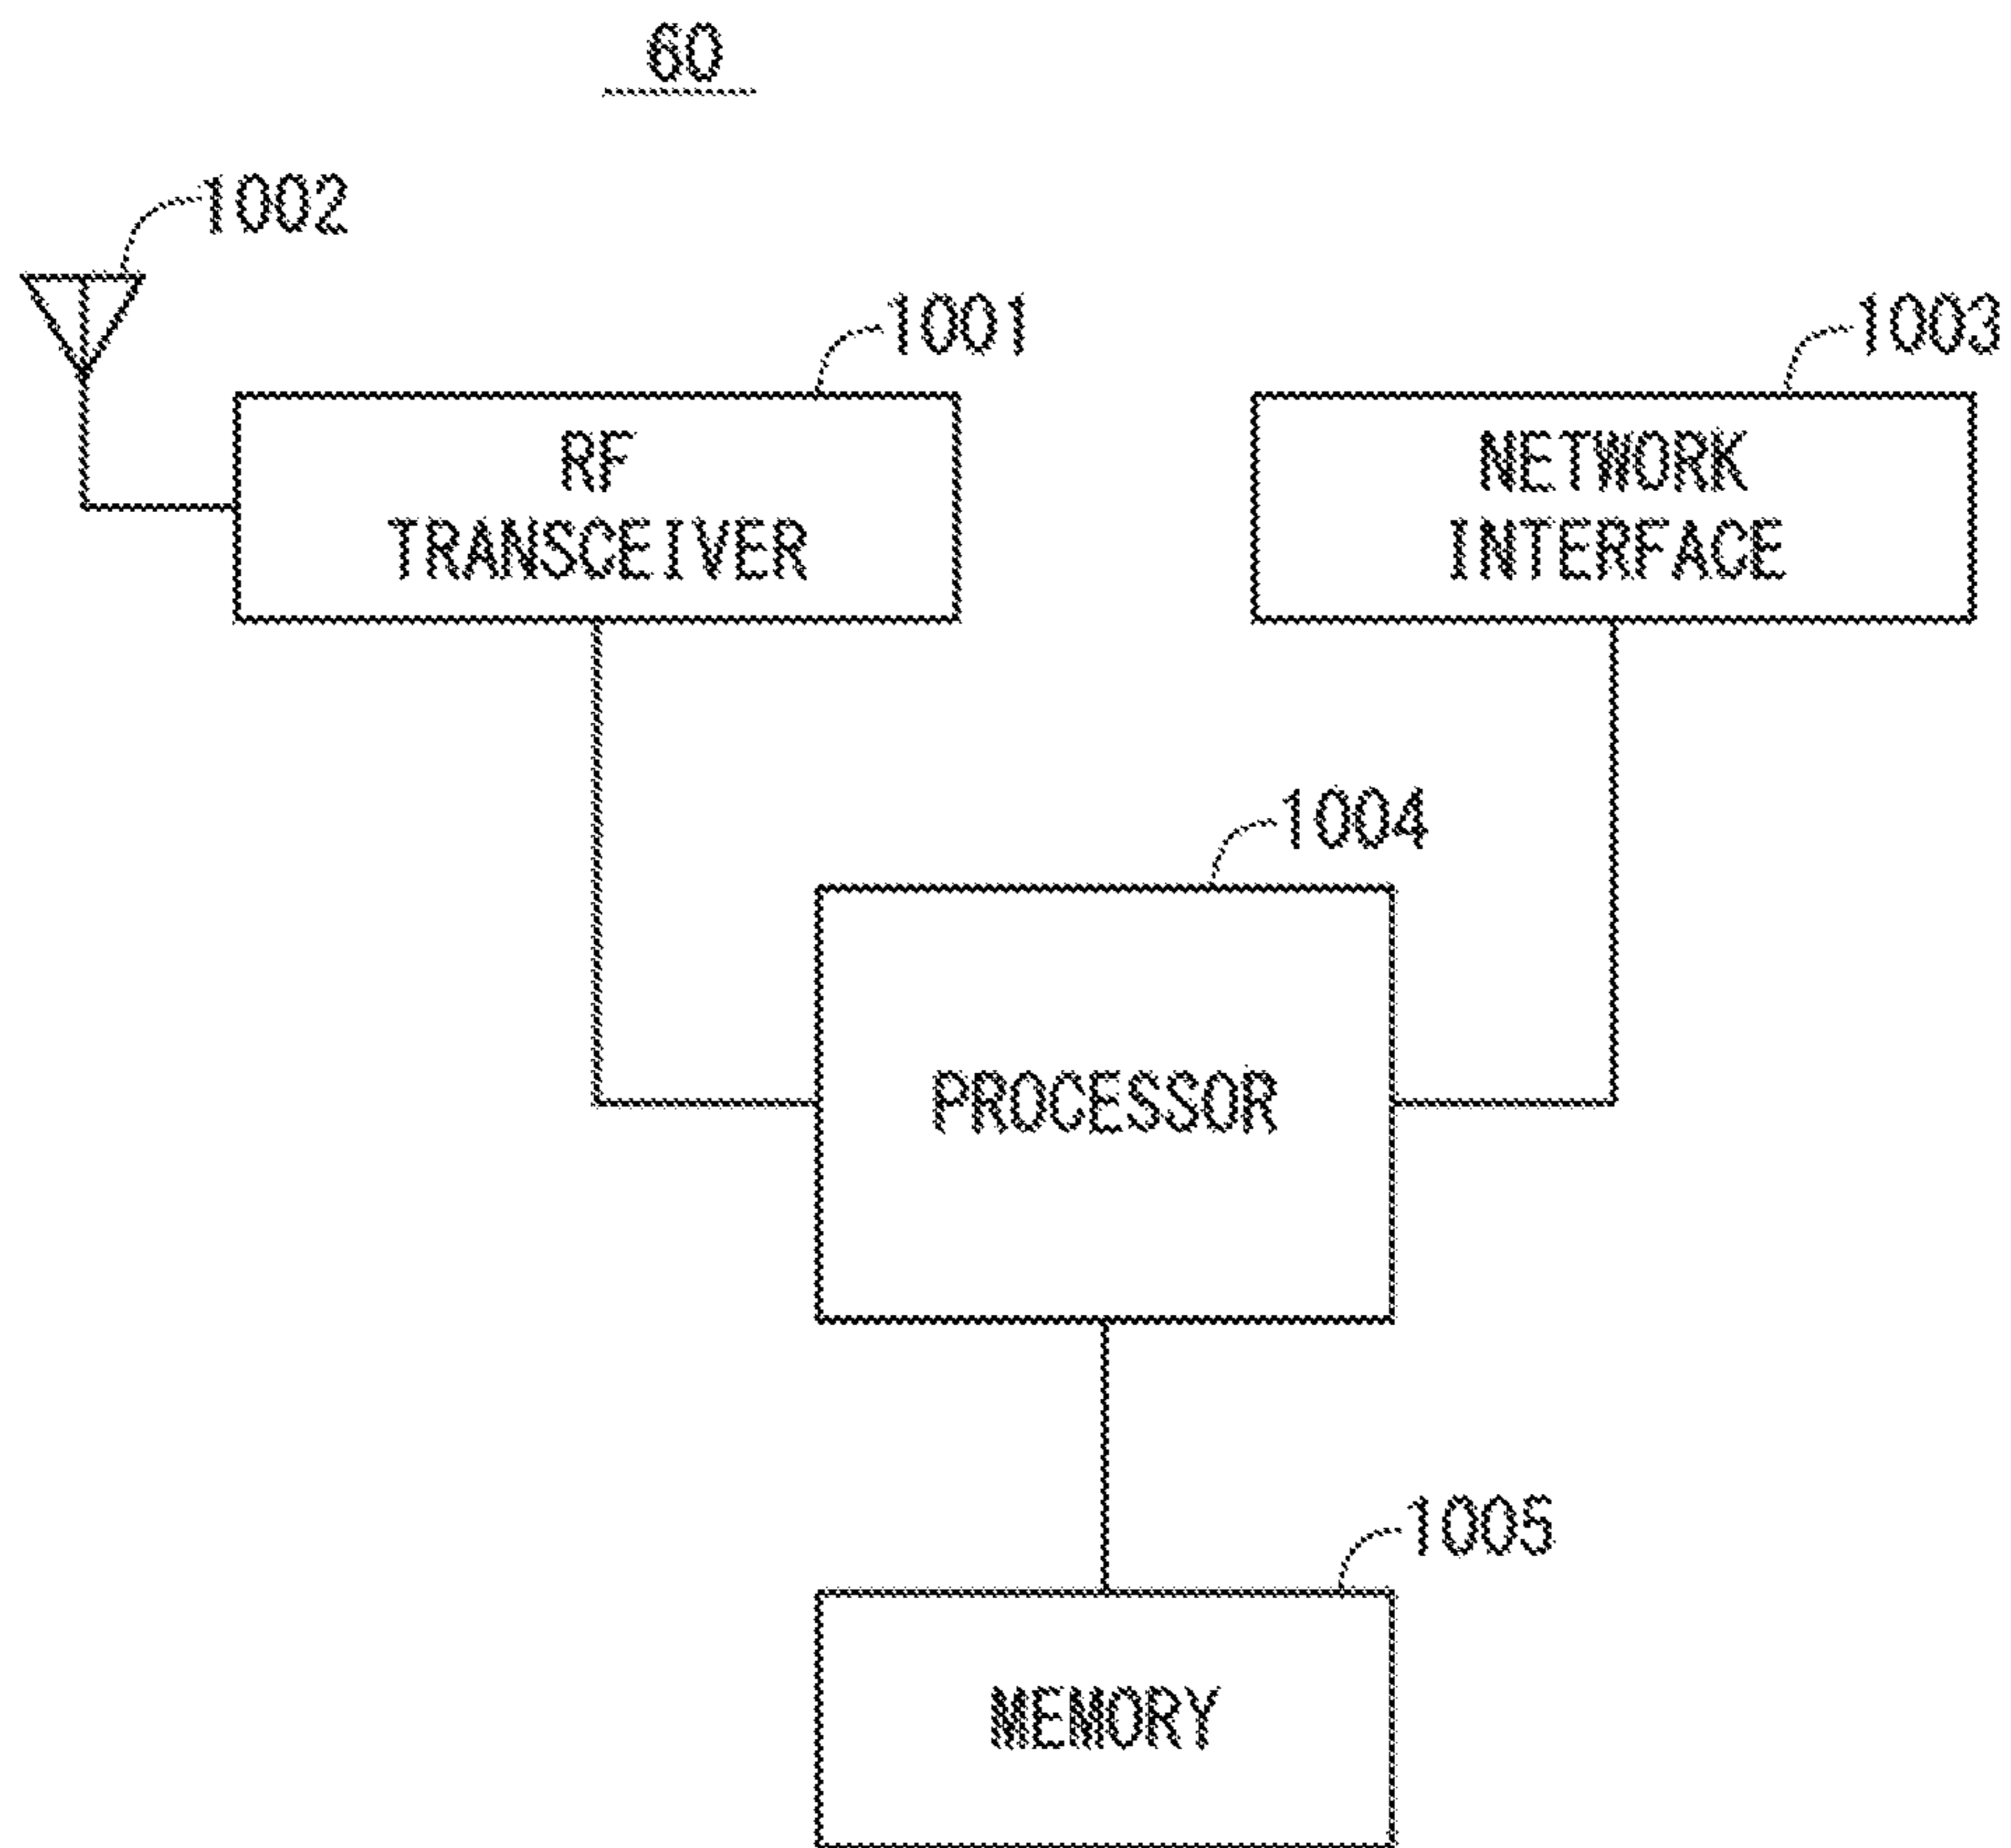 60
1002
1001
1003
RF
TRANSCEIVER
NETWORK
INTERFACE
1004
PROCESSOR
1005
MEMORY